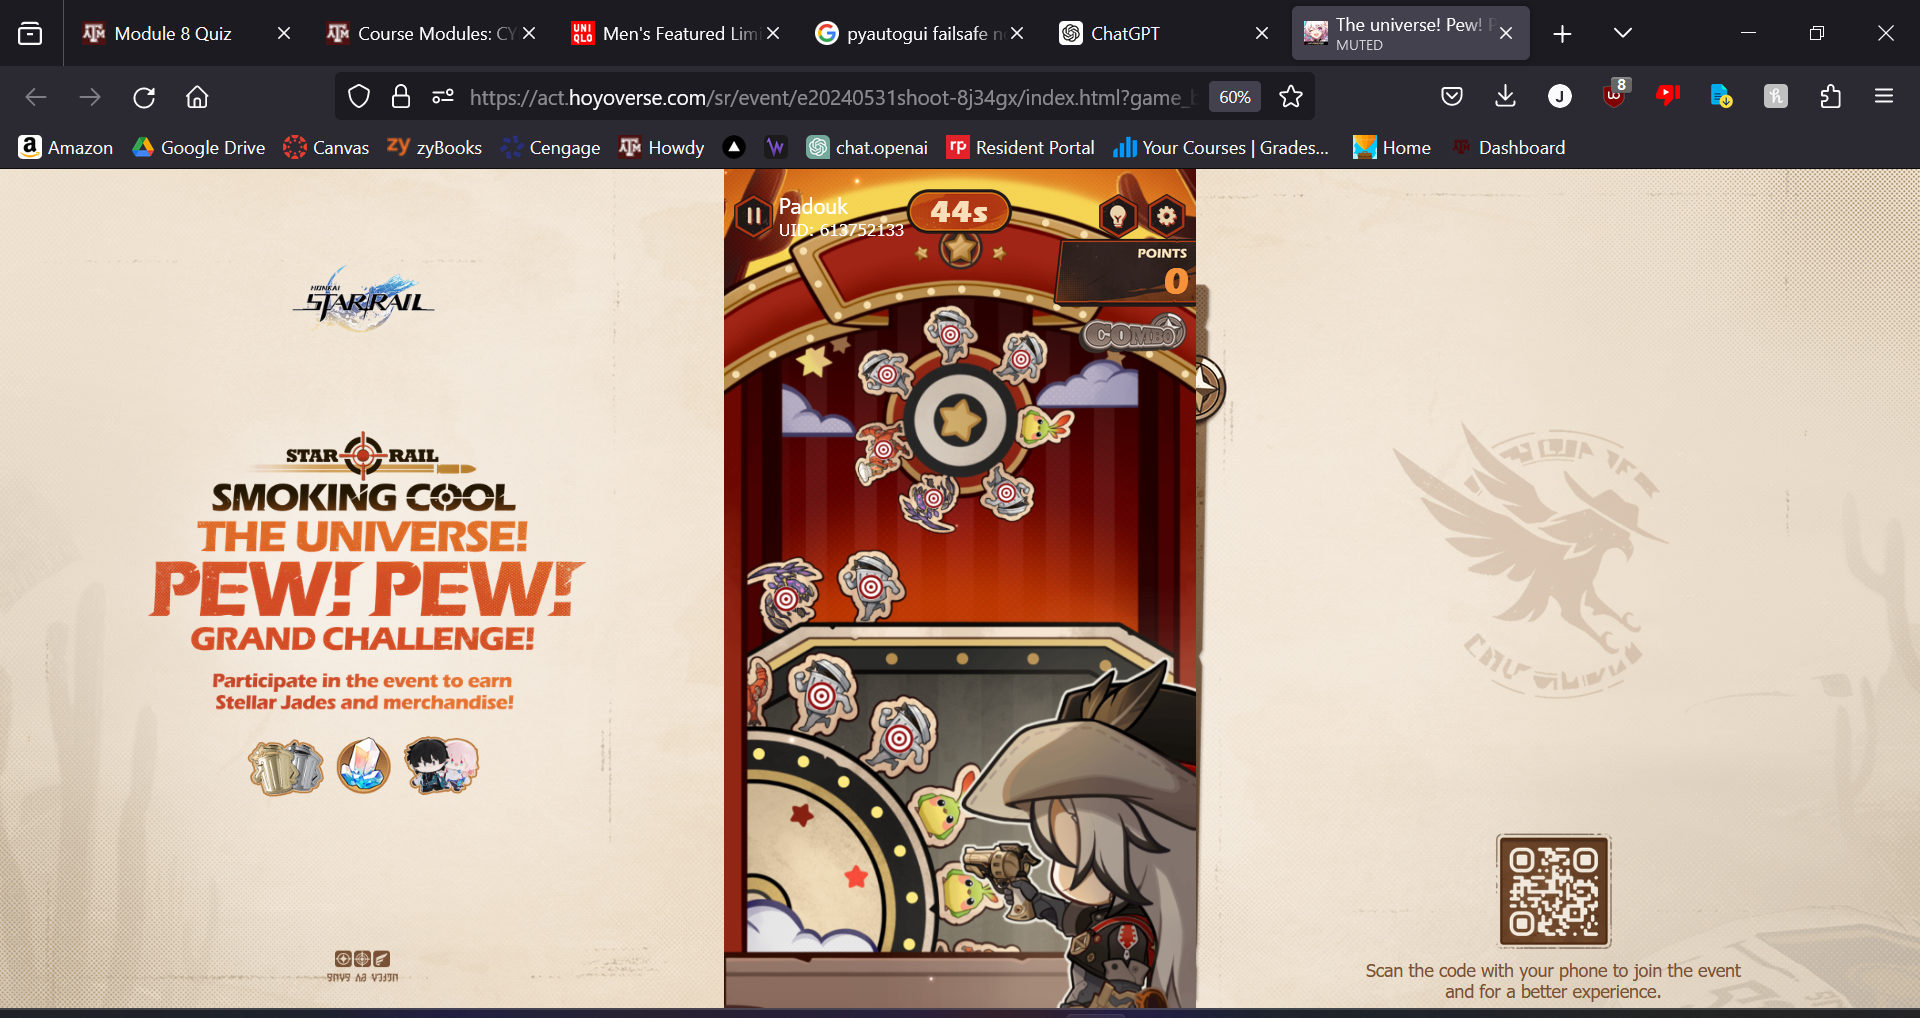 Module 8 Quiz
Course Modules: CY
Men's Featured Limi
pyautogui failsafe n
ChatGPT
The universe! Pew! P
MUTED
https://act.hoyoverse.com/sr/event/e20240531shoot-8j34gx/index.html?game_b
60%
8
J
Amazon
Google Drive
Canvas
zyBooks
Cengage
Howdy
chat.openai
Resident Portal
Your Courses | Grades...
Home
Dashboard
HONKAI
STAR RAIL
STAR RAIL
SMOKING COOL
THE UNIVERSE!
PEW! PEW!
GRAND CHALLENGE!
Participate in the event to earn
Stellar Jades and merchandise!
Padouk
UID: 613752133
44s
POINTS
0
COMBO
Scan the code with your phone to join the event
and for a better experience.